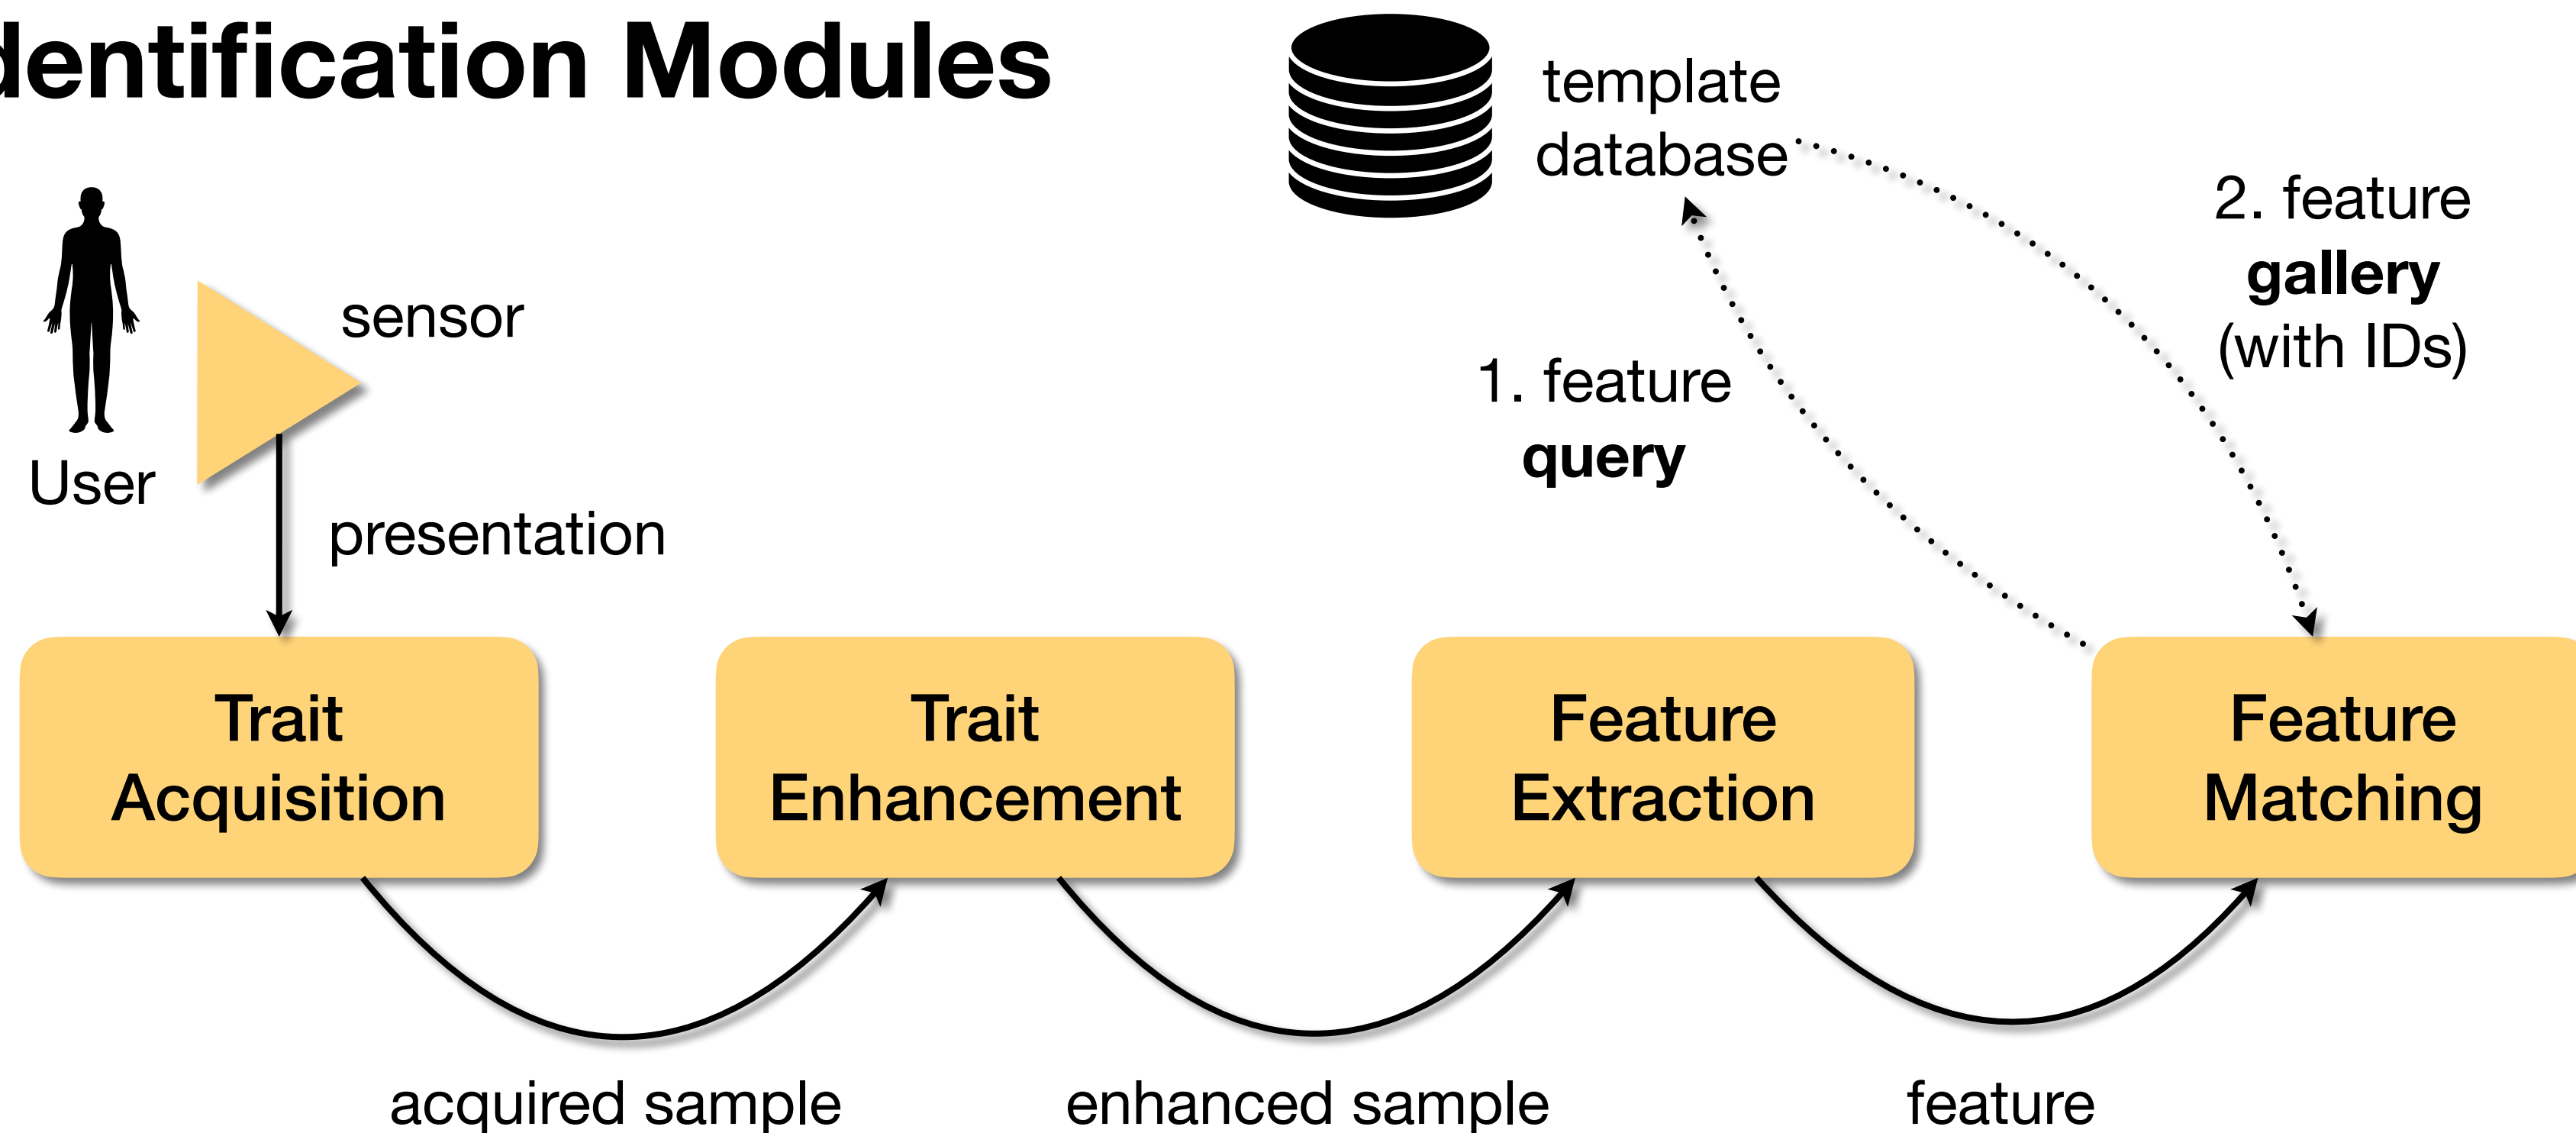 dentification Modules
template
database
2. feature
gallery
(with IDs)
sensor
1. feature
query
User
presentation
Trait
Acquisition
Trait
Enhancement
Feature
Extraction
Feature
Matching
acquired sample
enhanced sample
feature